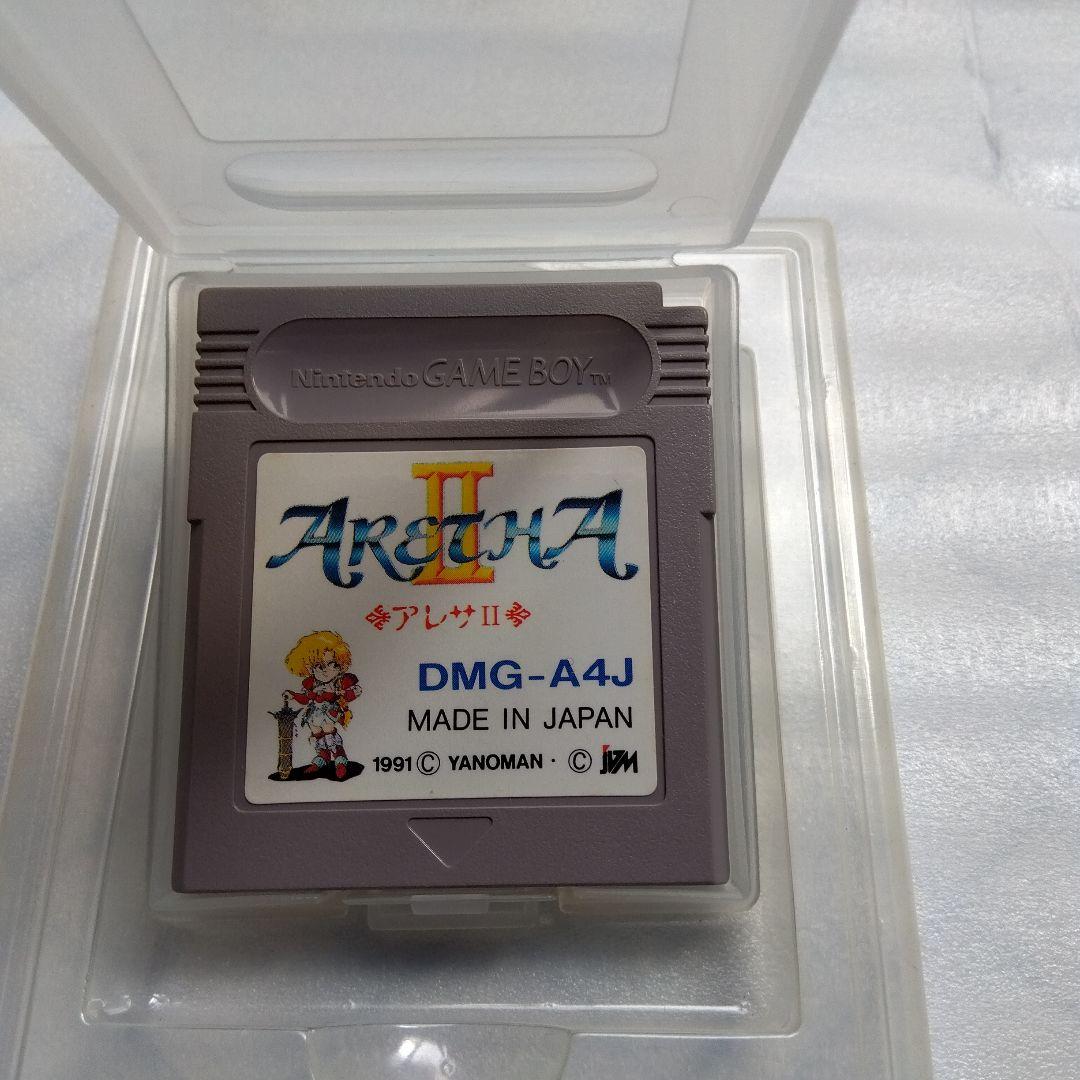 Nintendo GAME BOY TM
II
ARETHA
アレサII
DMG-A4J
MADE IN JAPAN
1991 © YANOMAN · © JVM